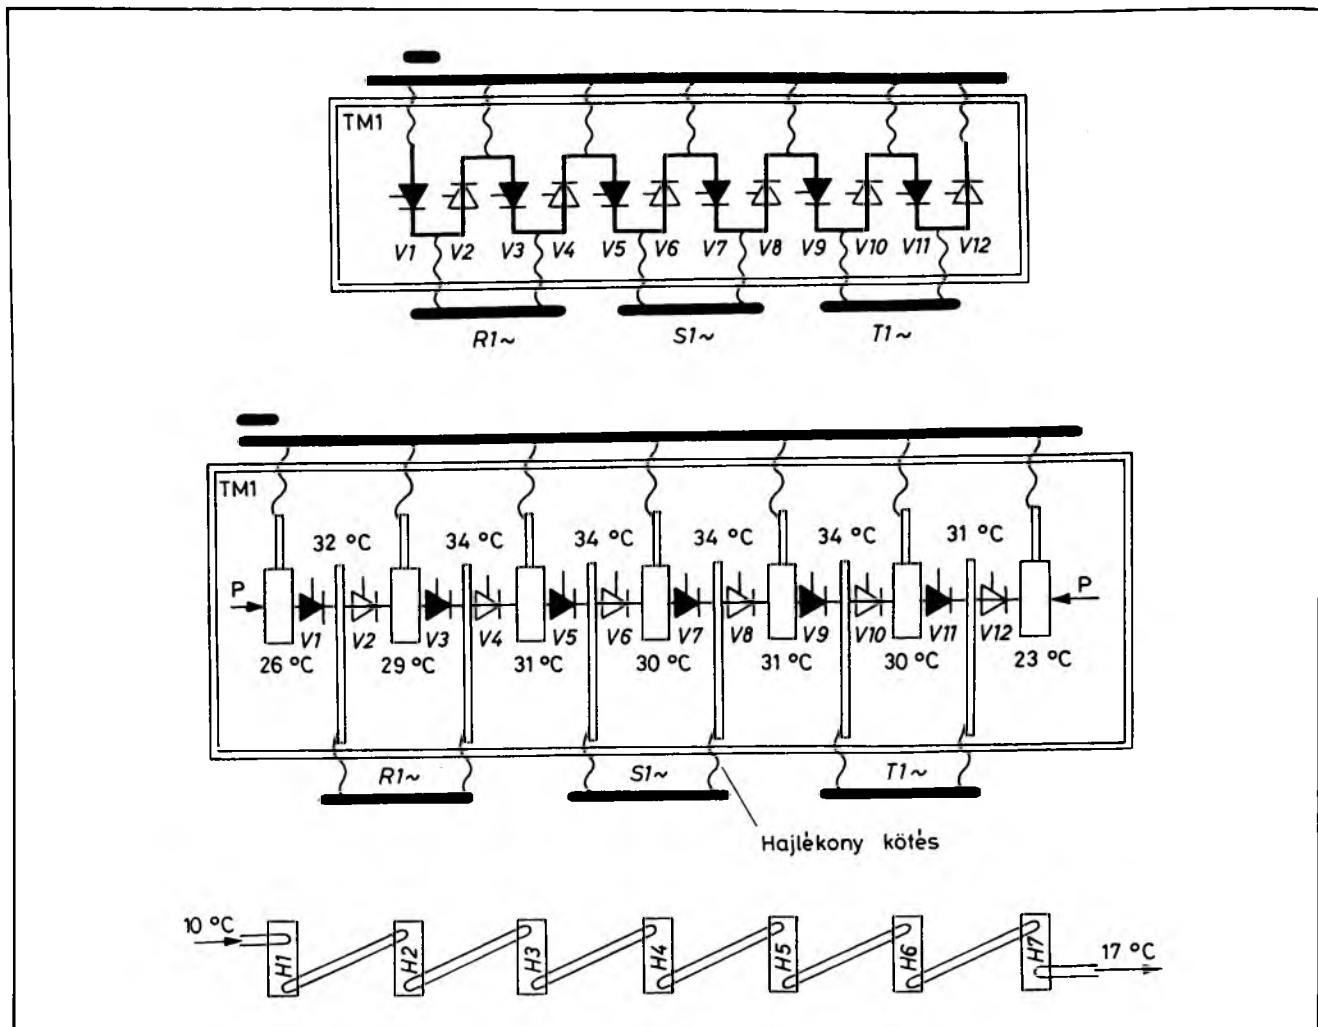 TM1
V1 V2 V3 V4 V5 V6 V7 V8 V9 V10 V11 V12
R1~ S1~ T1~
TM1
32 °C 34 °C 34 °C 34 °C 34 °C 31 °C
P P
V1 V2 V3 V4 V5 V6 V7 V8 V9 V10 V11 V12
26 °C 29 °C 31 °C 30 °C 31 °C 30 °C 23 °C
R1~ S1~ T1~
Hajlékony kötés
10 °C 17 °C
H1 H2 H3 H4 H5 H6 H7